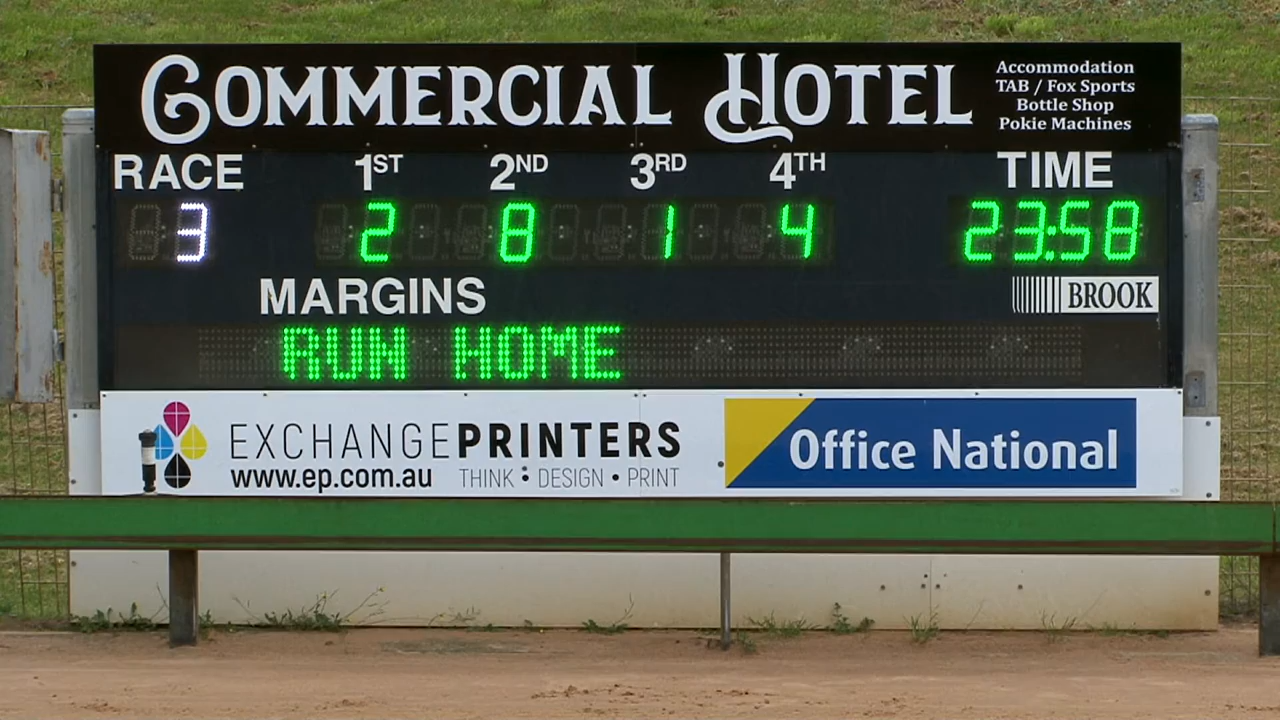 COMMERCIAL HOTEL
Accommodation
TAB / Fox Sports
Bottle Shop
Pokie Machines
RACE 1ST 2ND 3RD 4TH TIME
3 2 8 1 4 23:58
MARGINS
BROOK
RUN HOME
EXCHANGEPRINTERS
www.ep.com.au THINK : DESIGN • PRINT
Office National